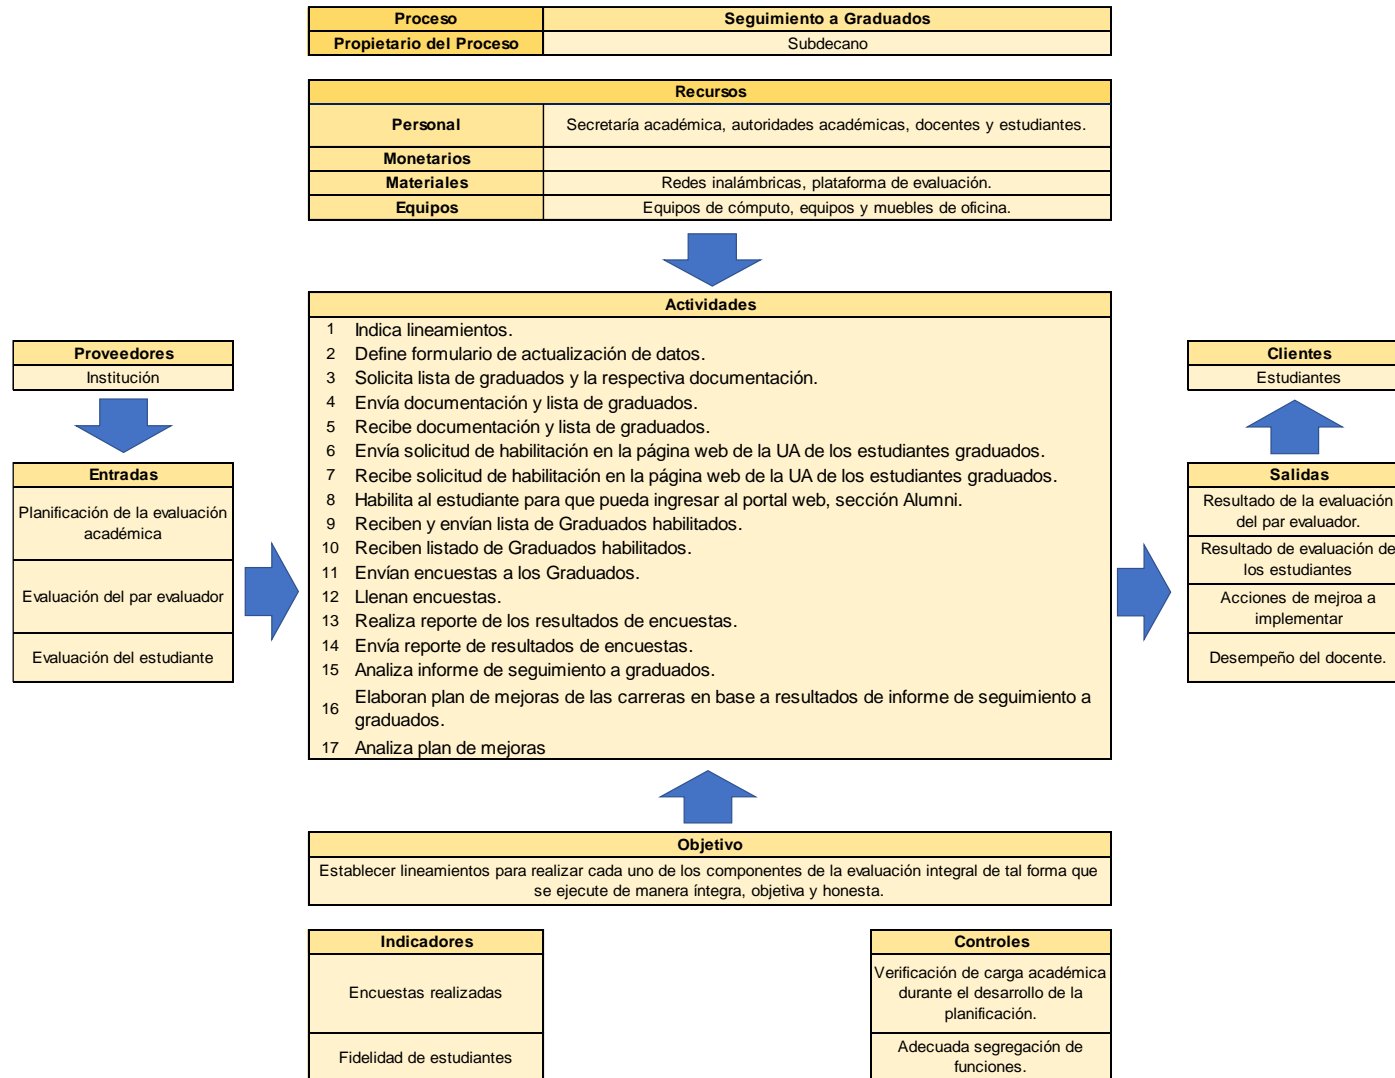 Proceso
Seguimiento a Graduados
Propietario del Proceso
Subdecano
Recursos
Personal
Secretaría académica, autoridades académicas, docentes y estudiantes.
Monetarios
Materiales
Redes inalámbricas, plataforma de evaluación.
Equipos
Equipos de cómputo, equipos y muebles de oficina.
Proveedores
Institución
Entradas
Planificación de la evaluación
académica
Evaluación del par evaluador
Evaluación del estudiante
Actividades
1 Indica lineamientos.
2 Define formulario de actualización de datos.
3 Solicita lista de graduados y la respectiva documentación.
4 Envía documentación y lista de graduados.
5 Recibe documentación y lista de graduados.
6 Envía solicitud de habilitación en la página web de la UA de los estudiantes graduados.
7 Recibe solicitud de habilitación en la página web de la UA de los estudiantes graduados.
8 Habilita al estudiante para que pueda ingresar al portal web, sección Alumni.
9 Reciben y envían lista de Graduados habilitados.
10 Reciben listado de Graduados habilitados.
11 Envían encuestas a los Graduados.
12 Llenan encuestas.
13 Realiza reporte de los resultados de encuestas.
14 Envía reporte de resultados de encuestas.
15 Analiza informe de seguimiento a graduados.
16 Elaboran plan de mejoras de las carreras en base a resultados de informe de seguimiento a
graduados.
17 Analiza plan de mejoras
Clientes
Estudiantes
Salidas
Resultado de la evaluación
del par evaluador.
Resultado de evaluación de
los estudiantes
Acciones de mejroa a
implementar
Desempeño del docente.
Objetivo
Establecer lineamientos para realizar cada uno de los componentes de la evaluación integral de tal forma que
se ejecute de manera íntegra, objetiva y honesta.
Indicadores
Encuestas realizadas
Fidelidad de estudiantes
Controles
Verificación de carga académica
durante el desarrollo de la
planificación.
Adecuada segregación de
funciones.